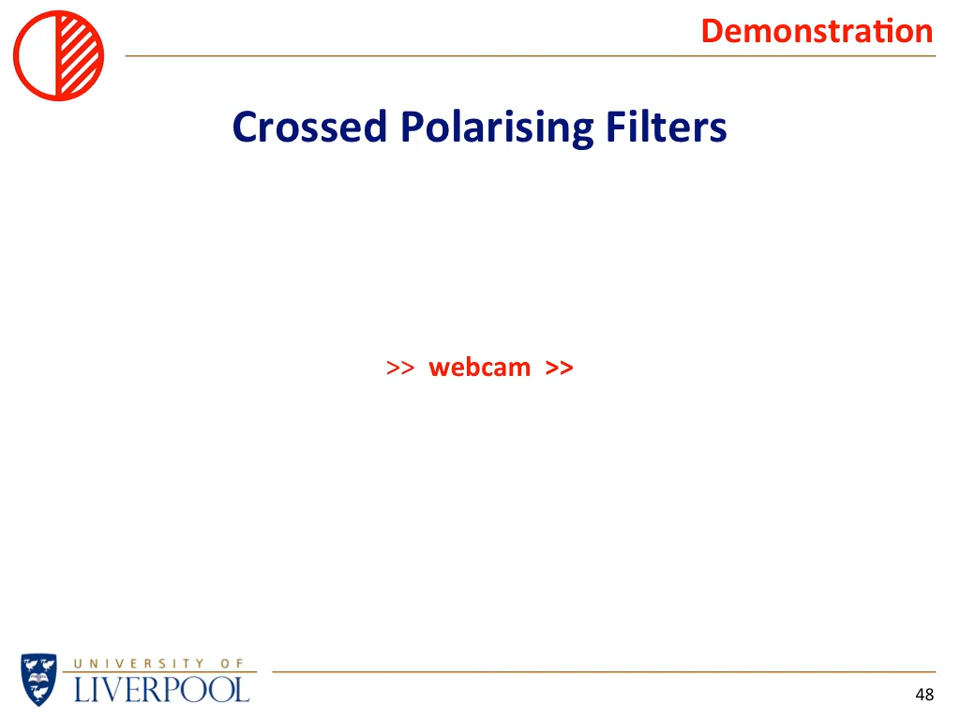 Demonstration
Crossed Polarising Filters
>> webcam >>
UNIVERSITY OF
LIVERPOOL
48